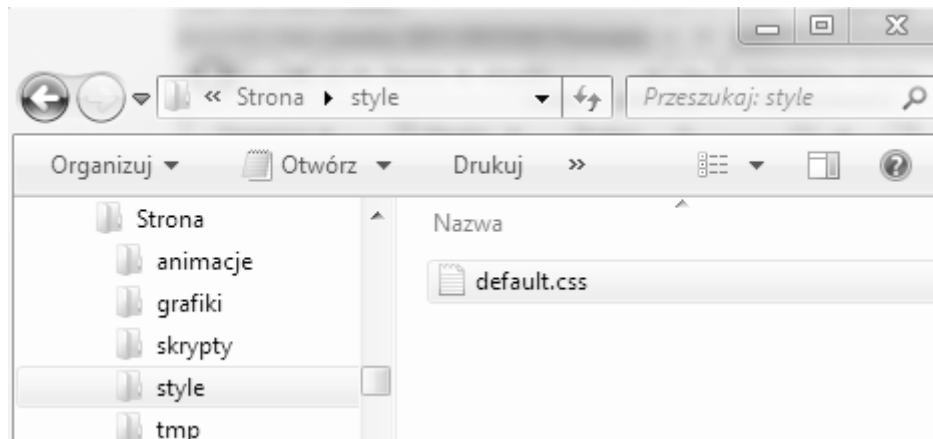 « Strona ▸ style
Przeszukaj: style
Organizuj ▾ Otwórz ▾ Drukuj »
Strona
animacje
grafiki
skrypty
style
tmp
Nazwa
default.css